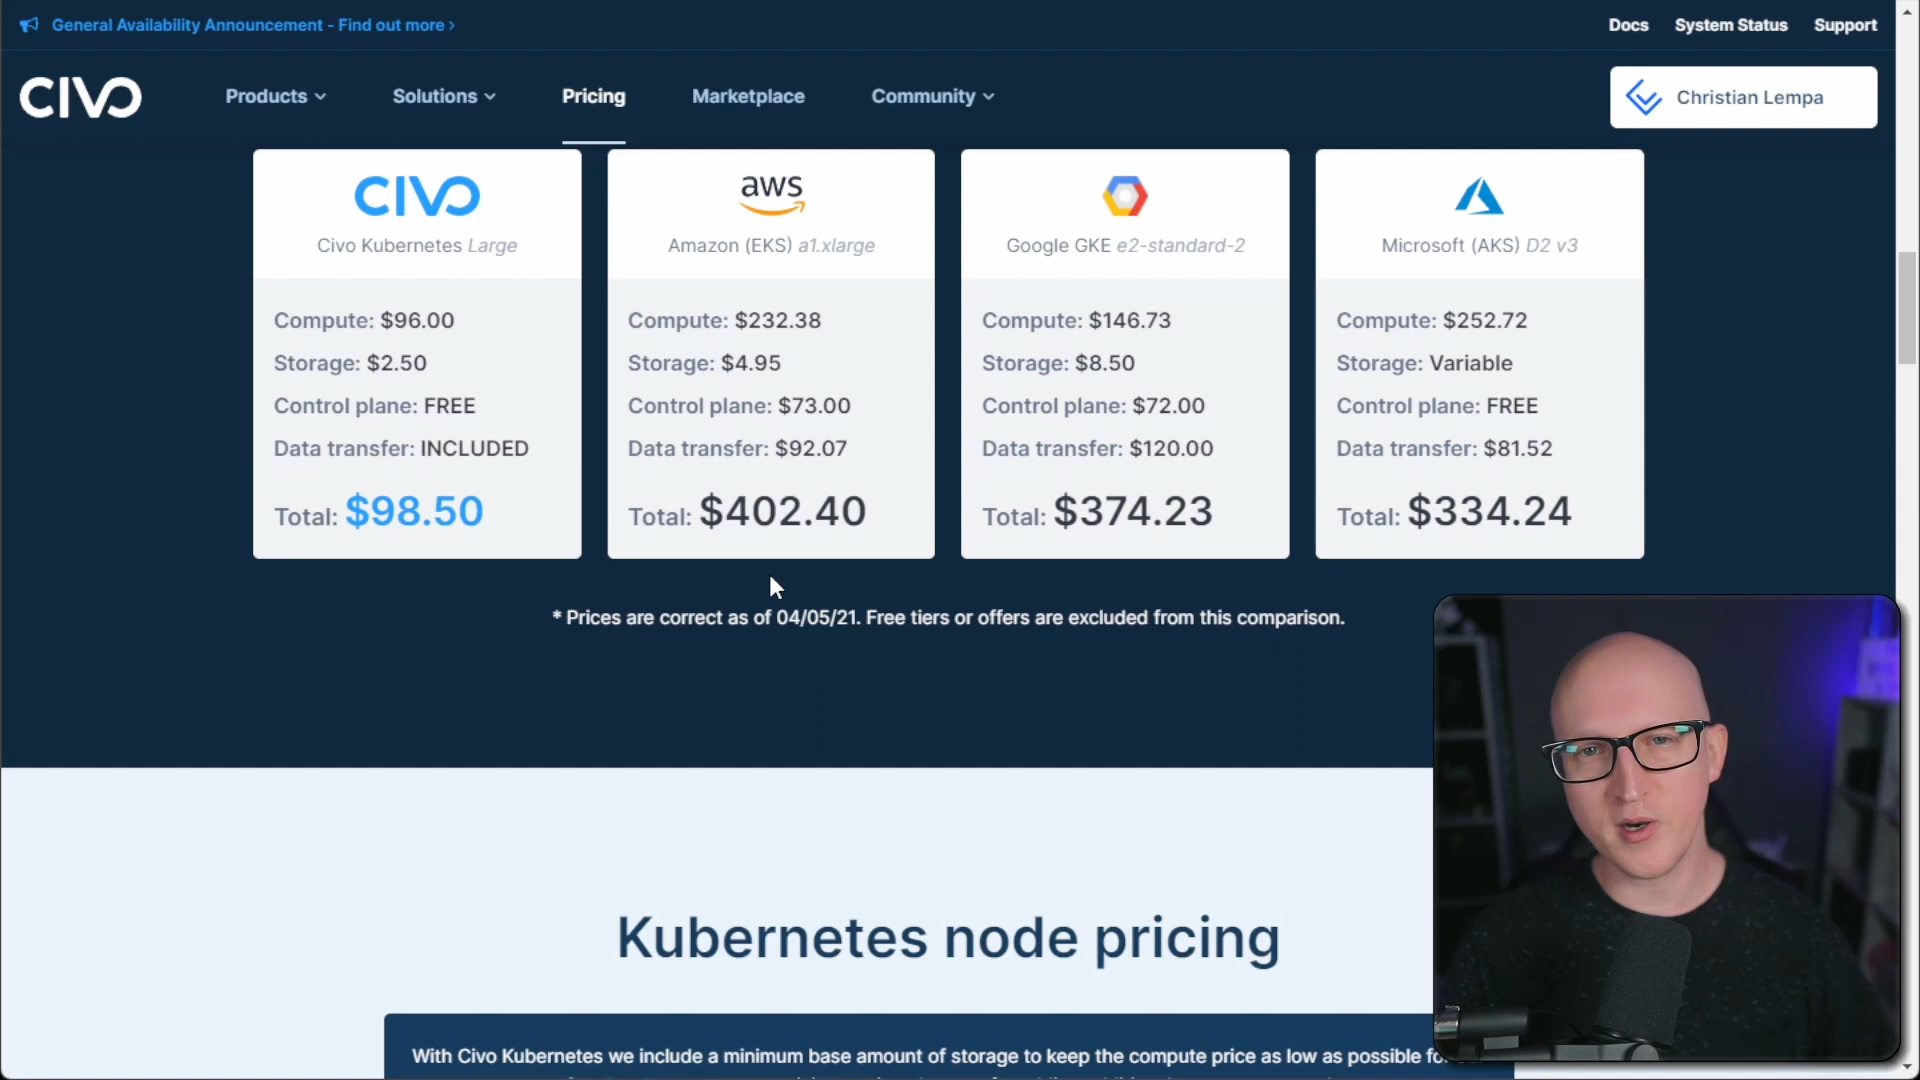 General Availability Announcement - Find out more ›
Docs System Status Support
CIVO Products Solutions Pricing Marketplace Community Christian Lempa
CIVO
Civo Kubernetes Large
Compute: $96.00
Storage: $2.50
Control plane: FREE
Data transfer: INCLUDED
Total: $98.50
aws
Amazon (EKS) a1.xlarge
Compute: $232.38
Storage: $4.95
Control plane: $73.00
Data transfer: $92.07
Total: $402.40
Google GKE e2-standard-2
Compute: $146.73
Storage: $8.50
Control plane: $72.00
Data transfer: $120.00
Total: $374.23
Microsoft (AKS) D2 v3
Compute: $252.72
Storage: Variable
Control plane: FREE
Data transfer: $81.52
Total: $334.24
* Prices are correct as of 04/05/21. Free tiers or offers are excluded from this comparison.
Kubernetes node pricing
With Civo Kubernetes we include a minimum base amount of storage to keep the compute price as low as possible